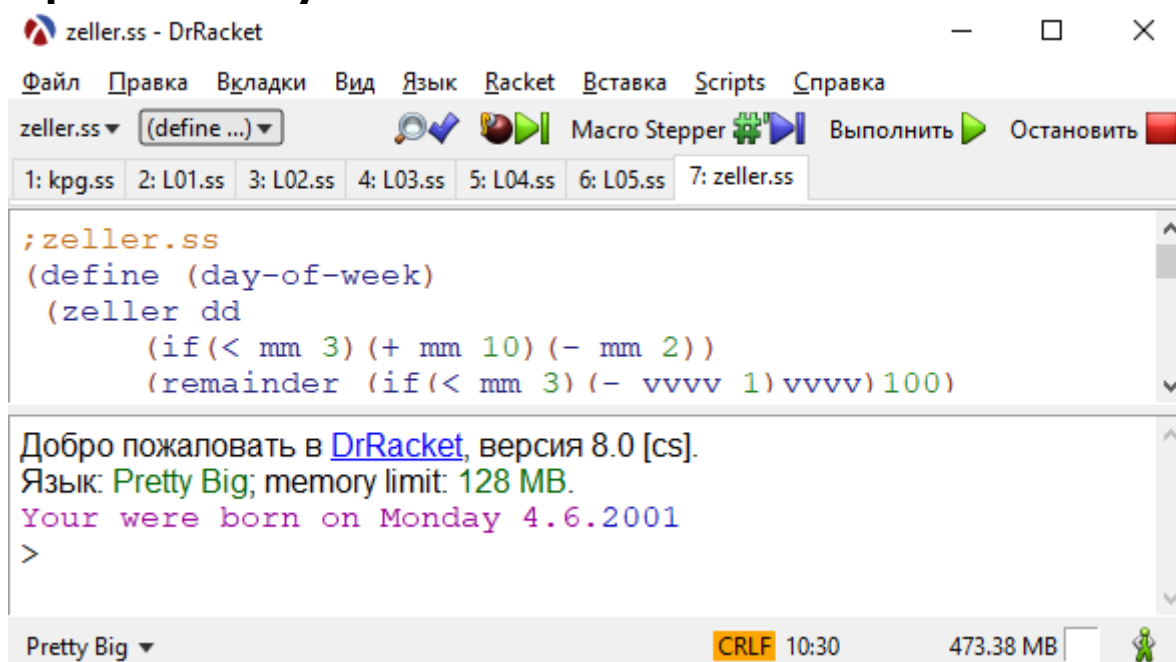 zeller.ss - DrRacket
Файл Правка Вкладки Вид Язык Racket Вставка Scripts Справка
zeller.ss (define ...) Macro Stepper Выполнить Остановить
1: kpg.ss 2: L01.ss 3: L02.ss 4: L03.ss 5: L04.ss 6: L05.ss 7: zeller.ss
;zeller.ss
(define (day-of-week)
(zeller dd
(if(< mm 3)(+ mm 10)(- mm 2))
(remainder (if(< mm 3)(- yyyy 1)yyyy)100)
Добро пожаловать в DrRacket, версия 8.0 [cs].
Язык: Pretty Big; memory limit: 128 MB.
Your were born on Monday 4.6.2001
>
Pretty Big CRLF 10:30 473.38 MB